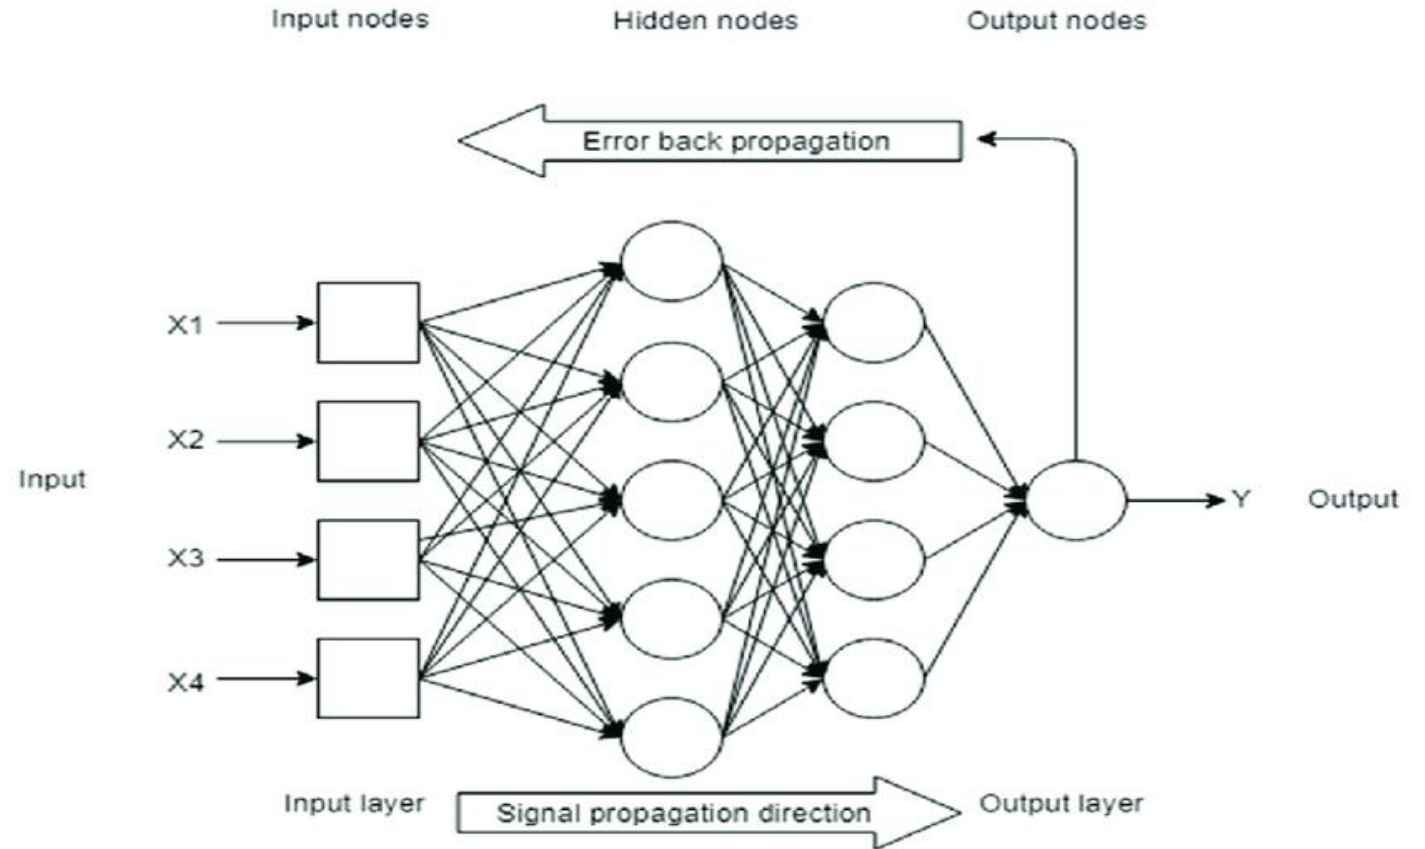 Input nodes
Hidden nodes
Output nodes
Error back propagation
X1
X2
Input
X3
X4
Y
Output
Input layer
Signal propagation direction
Output layer